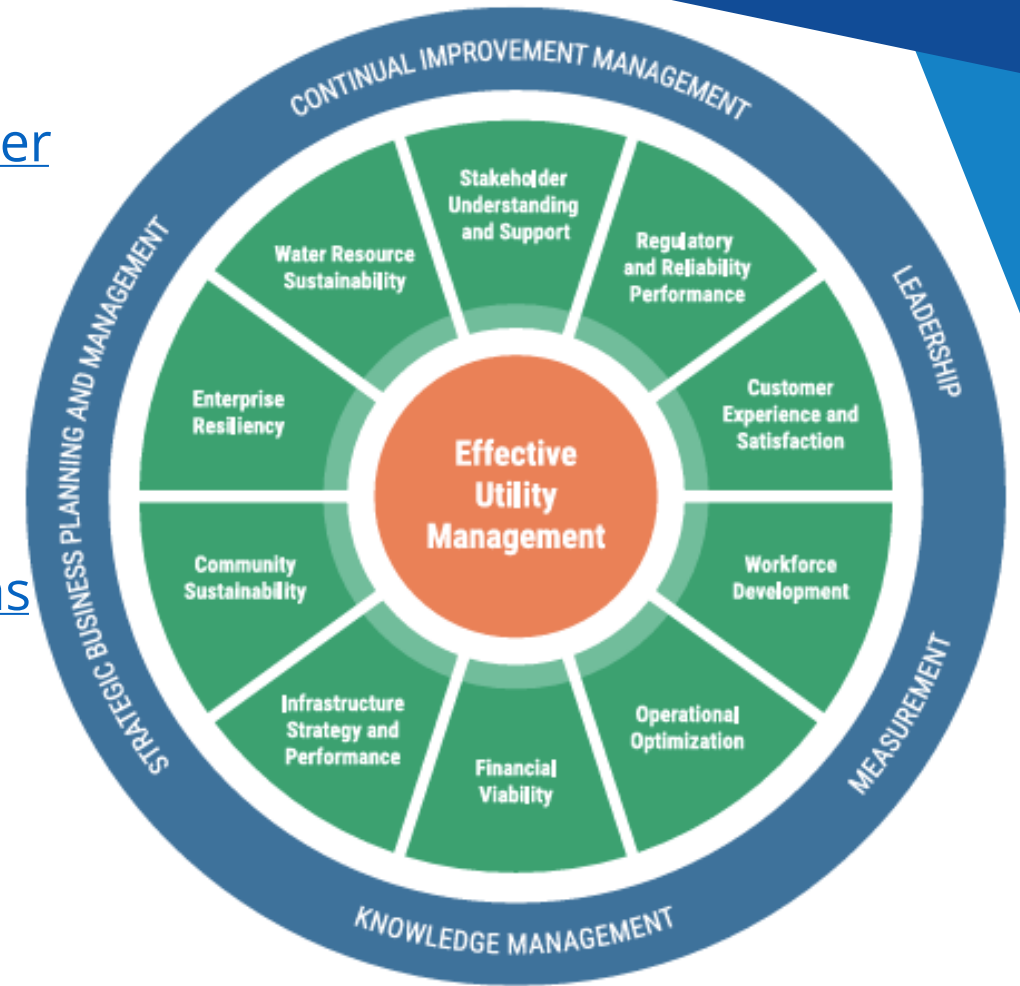 CONTINUAL IMPROVEMENT MANAGEMENT
LEADERSHIP
MEASUREMENT
KNOWLEDGE MANAGEMENT
STRATEGIC BUSINESS PLANNING AND MANAGEMENT
Stakeholder
Understanding
and Support
Regulatory
and Reliability
Performance
Customer
Experience and
Satisfaction
Workforce
Development
Operational
Optimization
Financial
Viability
Infrastructure
Strategy and
Performance
Community
Sustainability
Enterprise
Resiliency
Water Resource
Sustainability
Effective
Utility
Management
er